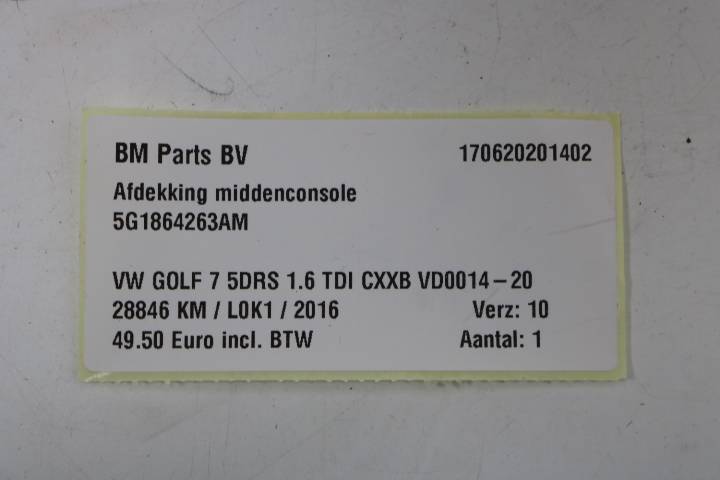 BM Parts BV 170620201402
Afdekking middenconsole
5G1864263AM
VW GOLF 7 5DRS 1.6 TDI CXXB VD0014-20
28846 KM / L0K1 / 2016 Verz: 10
49.50 Euro incl. BTW Aantal: 1